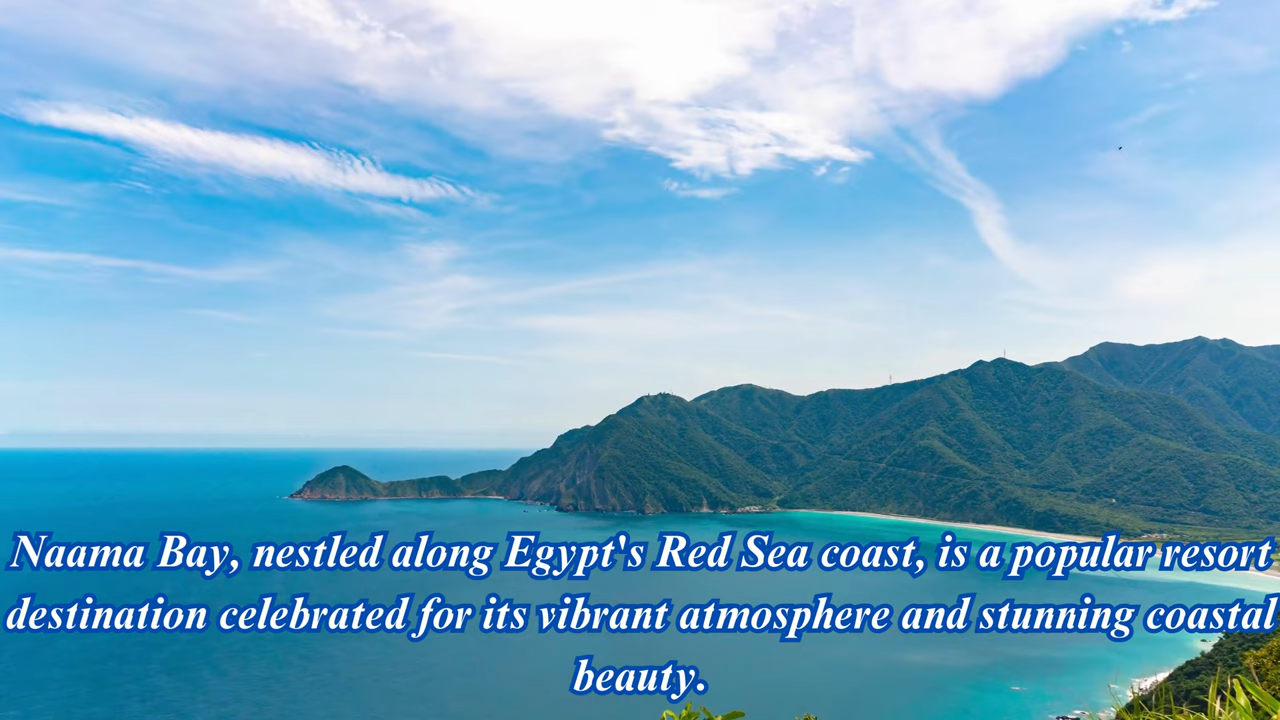 Naama Bay, nestled along Egypt's Red Sea coast, is a popular resort
destination celebrated for its vibrant atmosphere and stunning coastal
beauty.